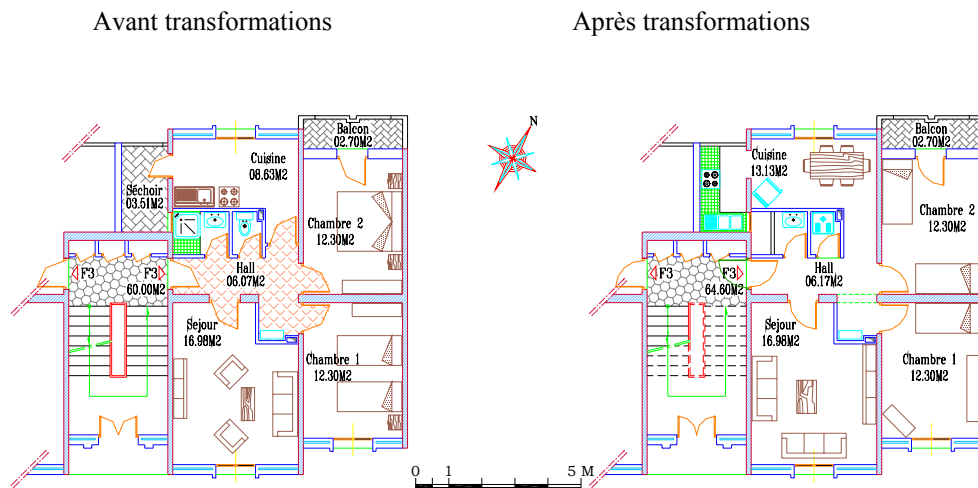 Avant transformations
Après transformations
Balcon
02.70M2
Cuisine
08.63M2
Séchoir
03.51M2
Chambre 2
12.30M2
F3
F3
60.00M2
Hall
06.07M2
Sejour
16.98M2
Chambre 1
12.30M2
N
0 1 5 M
Balcon
02.70M2
Cuisine
13.13M2
Chambre 2
12.30M2
F3
F3
64.60M2
Hall
06.17M2
Sejour
16.98M2
Chambre 1
12.30M2